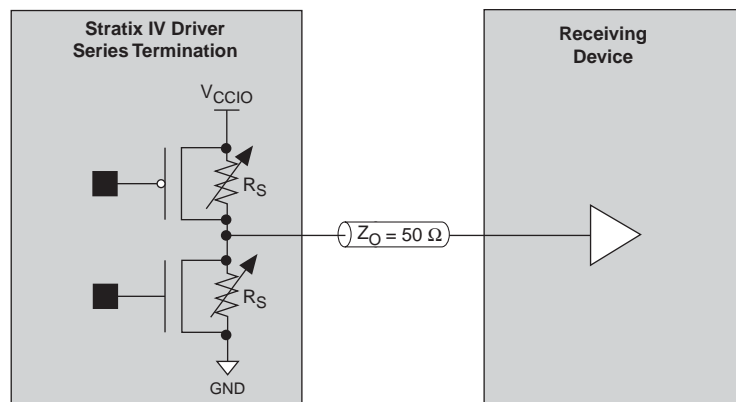 Stratix IV Driver
Series Termination
Receiving
Device
VCCIO
RS
ZO = 50 Ω
RS
GND